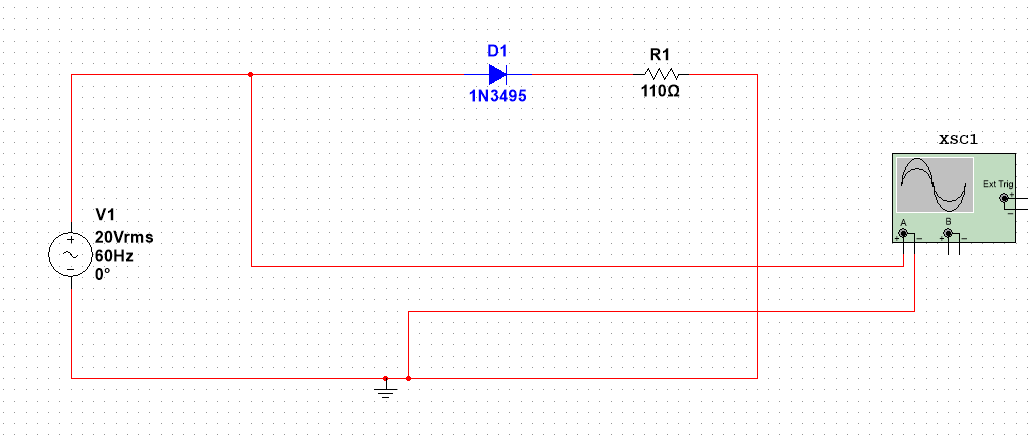 D1
1N3495
R1
110Ω
XSC1
Ext Trig
+
−
A
B
+
−
+
−
V1
20Vrms
60Hz
0°
+
−